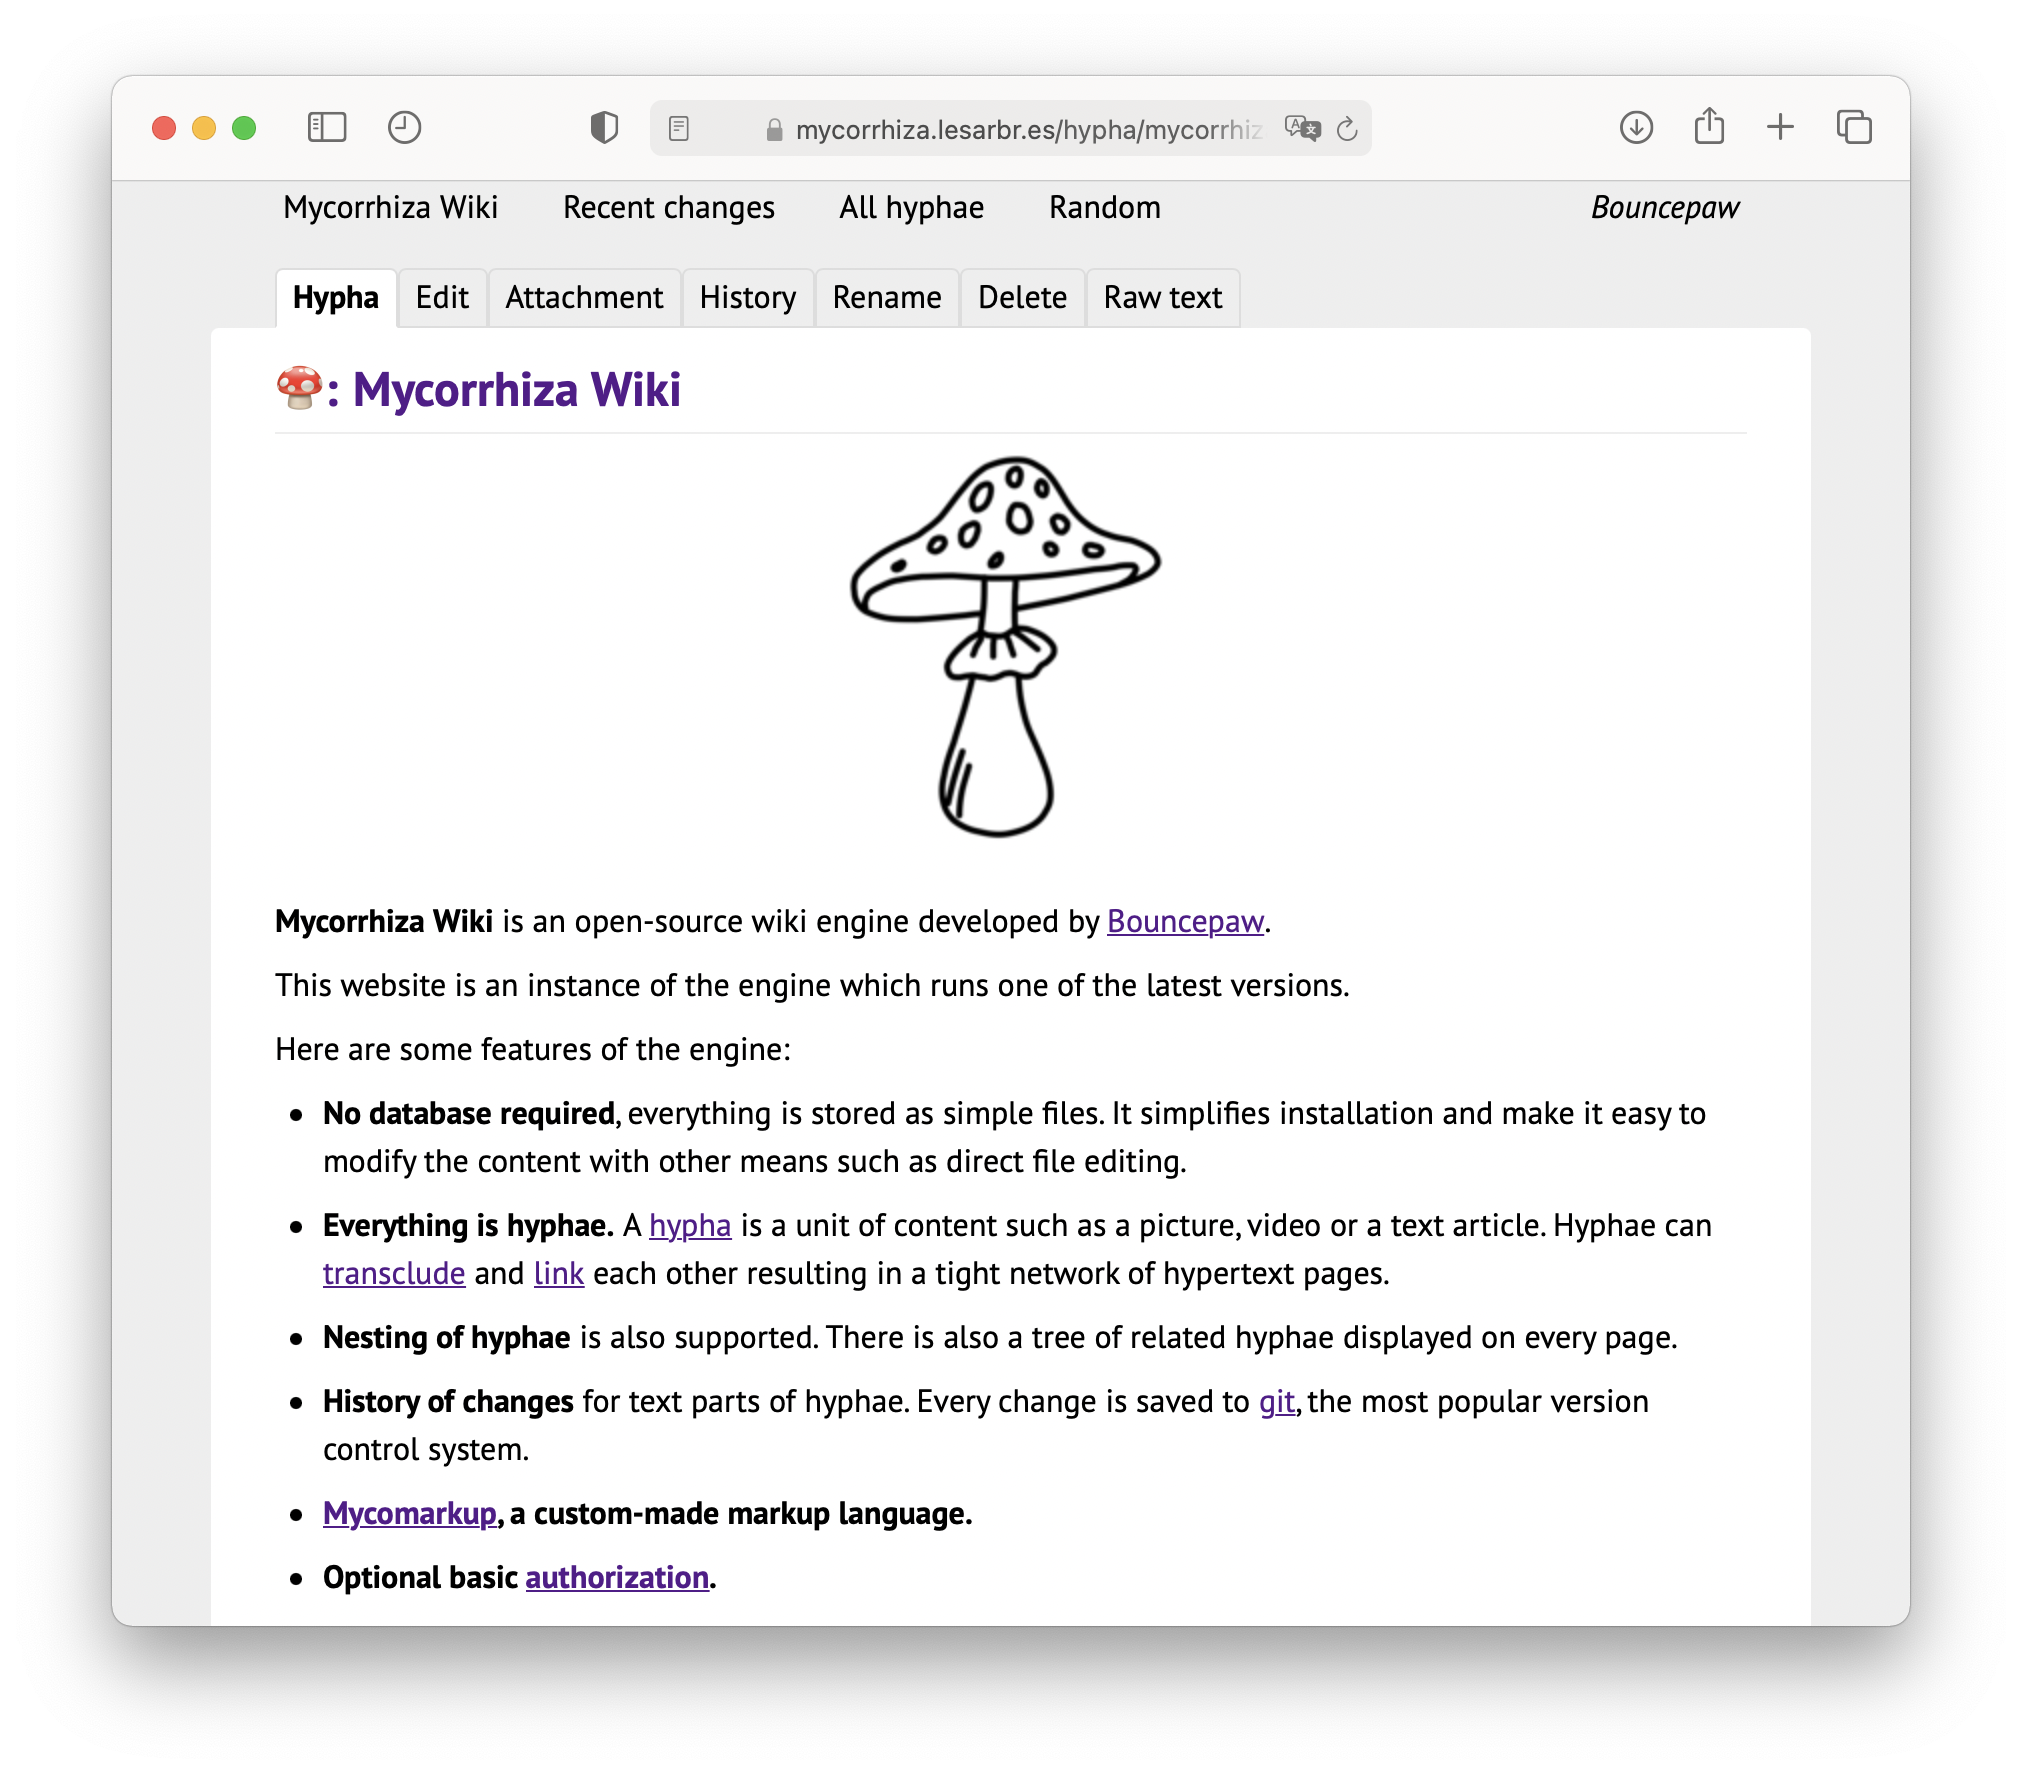 mycorrhiza.lesarbr.es/hypha/mycorrhiz
Mycorrhiza Wiki Recent changes All hyphae Random Bouncepaw
Hypha Edit Attachment History Rename Delete Raw text
🍄: Mycorrhiza Wiki
Mycorrhiza Wiki is an open-source wiki engine developed by Bouncepaw.
This website is an instance of the engine which runs one of the latest versions.
Here are some features of the engine:
• No database required, everything is stored as simple files. It simplifies installation and make it easy to
modify the content with other means such as direct file editing.
• Everything is hyphae. A hypha is a unit of content such as a picture, video or a text article. Hyphae can
transclude and link each other resulting in a tight network of hypertext pages.
• Nesting of hyphae is also supported. There is also a tree of related hyphae displayed on every page.
• History of changes for text parts of hyphae. Every change is saved to git, the most popular version
control system.
• Mycomarkup, a custom-made markup language.
• Optional basic authorization.